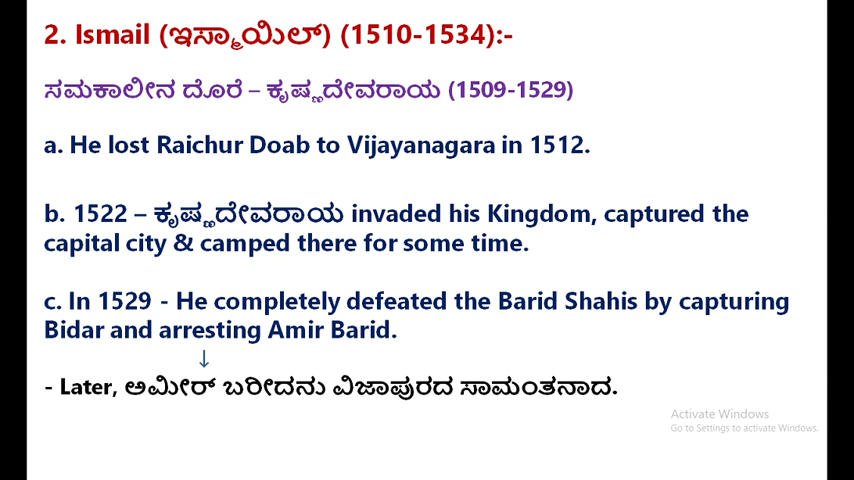 2. Ismail (ಇಸ್ಮಾಯಿಲ್) (1510-1534):-
ಸಮಕಾಲೀನ ದೊರೆ – ಕೃಷ್ಣದೇವರಾಯ (1509-1529)
a. He lost Raichur Doab to Vijayanagara in 1512.
b. 1522 – ಕೃಷ್ಣದೇವರಾಯ invaded his Kingdom, captured the
capital city & camped there for some time.
c. In 1529 - He completely defeated the Barid Shahis by capturing
Bidar and arresting Amir Barid.
↓
- Later, ಅಮೀರ್ ಬರೀದನು ವಿಜಾಪುರದ ಸಾಮಂತನಾದ.
Activate Windows
Go to Settings to activate Windows.